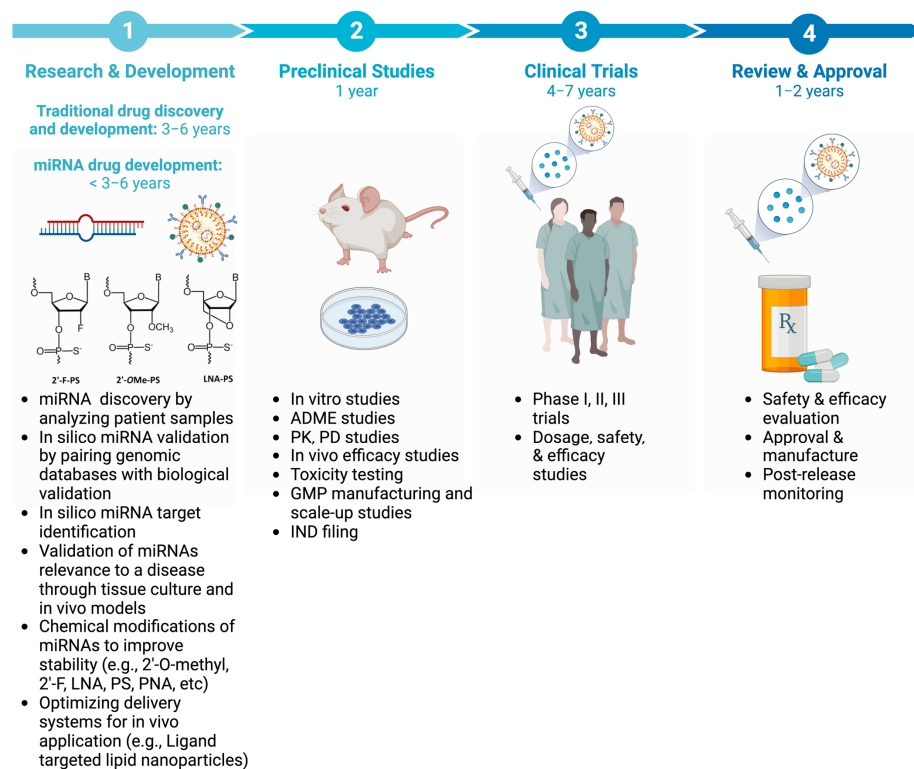 1
2
3
4
Research & Development
Traditional drug discovery
and development: 3–6 years
miRNA drug development:
< 3–6 years
B
O
O
O
F
O=P–S-
2'-F-PS
B
O
O
O
OCH3
O=P–S-
2'-OMe-PS
B
O
O
O
O
O=P–S-
LNA-PS
• miRNA discovery by
analyzing patient samples
• In silico miRNA validation
by pairing genomic
databases with biological
validation
• In silico miRNA target
identification
• Validation of miRNAs
relevance to a disease
through tissue culture and
in vivo models
• Chemical modifications of
miRNAs to improve
stability (e.g., 2'-O-methyl,
2'-F, LNA, PS, PNA, etc)
• Optimizing delivery
systems for in vivo
application (e.g., Ligand
targeted lipid nanoparticles)
Preclinical Studies
1 year
• In vitro studies
• ADME studies
• PK, PD studies
• In vivo efficacy studies
• Toxicity testing
• GMP manufacturing and
scale-up studies
• IND filing
Clinical Trials
4–7 years
• Phase I, II, III
trials
• Dosage, safety,
& efficacy
studies
Review & Approval
1–2 years
Rx
• Safety & efficacy
evaluation
• Approval &
manufacture
• Post-release
monitoring